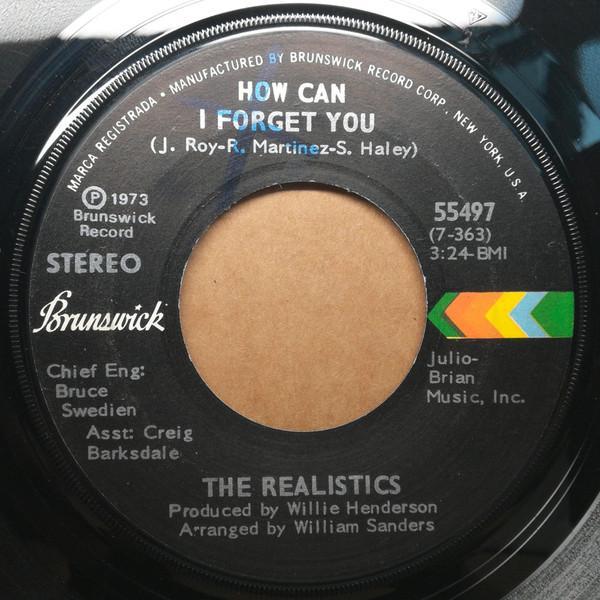 MARCA REGISTRADA • MANUFACTURED BY BRUNSWICK RECORD CORP., NEW YORK, U.S.A.
HOW CAN
I FORGET YOU
(J. Roy-R. Martinez-S. Haley)
Ⓟ 1973
Brunswick
Record
STEREO
55497
(7-363)
3:24-BMI
Brunswick
Chief Eng:
Bruce
Swedien
Asst: Creig
Barksdale
Julio-
Brian
Music, Inc.
THE REALISTICS
Produced by Willie Henderson
Arranged by William Sanders